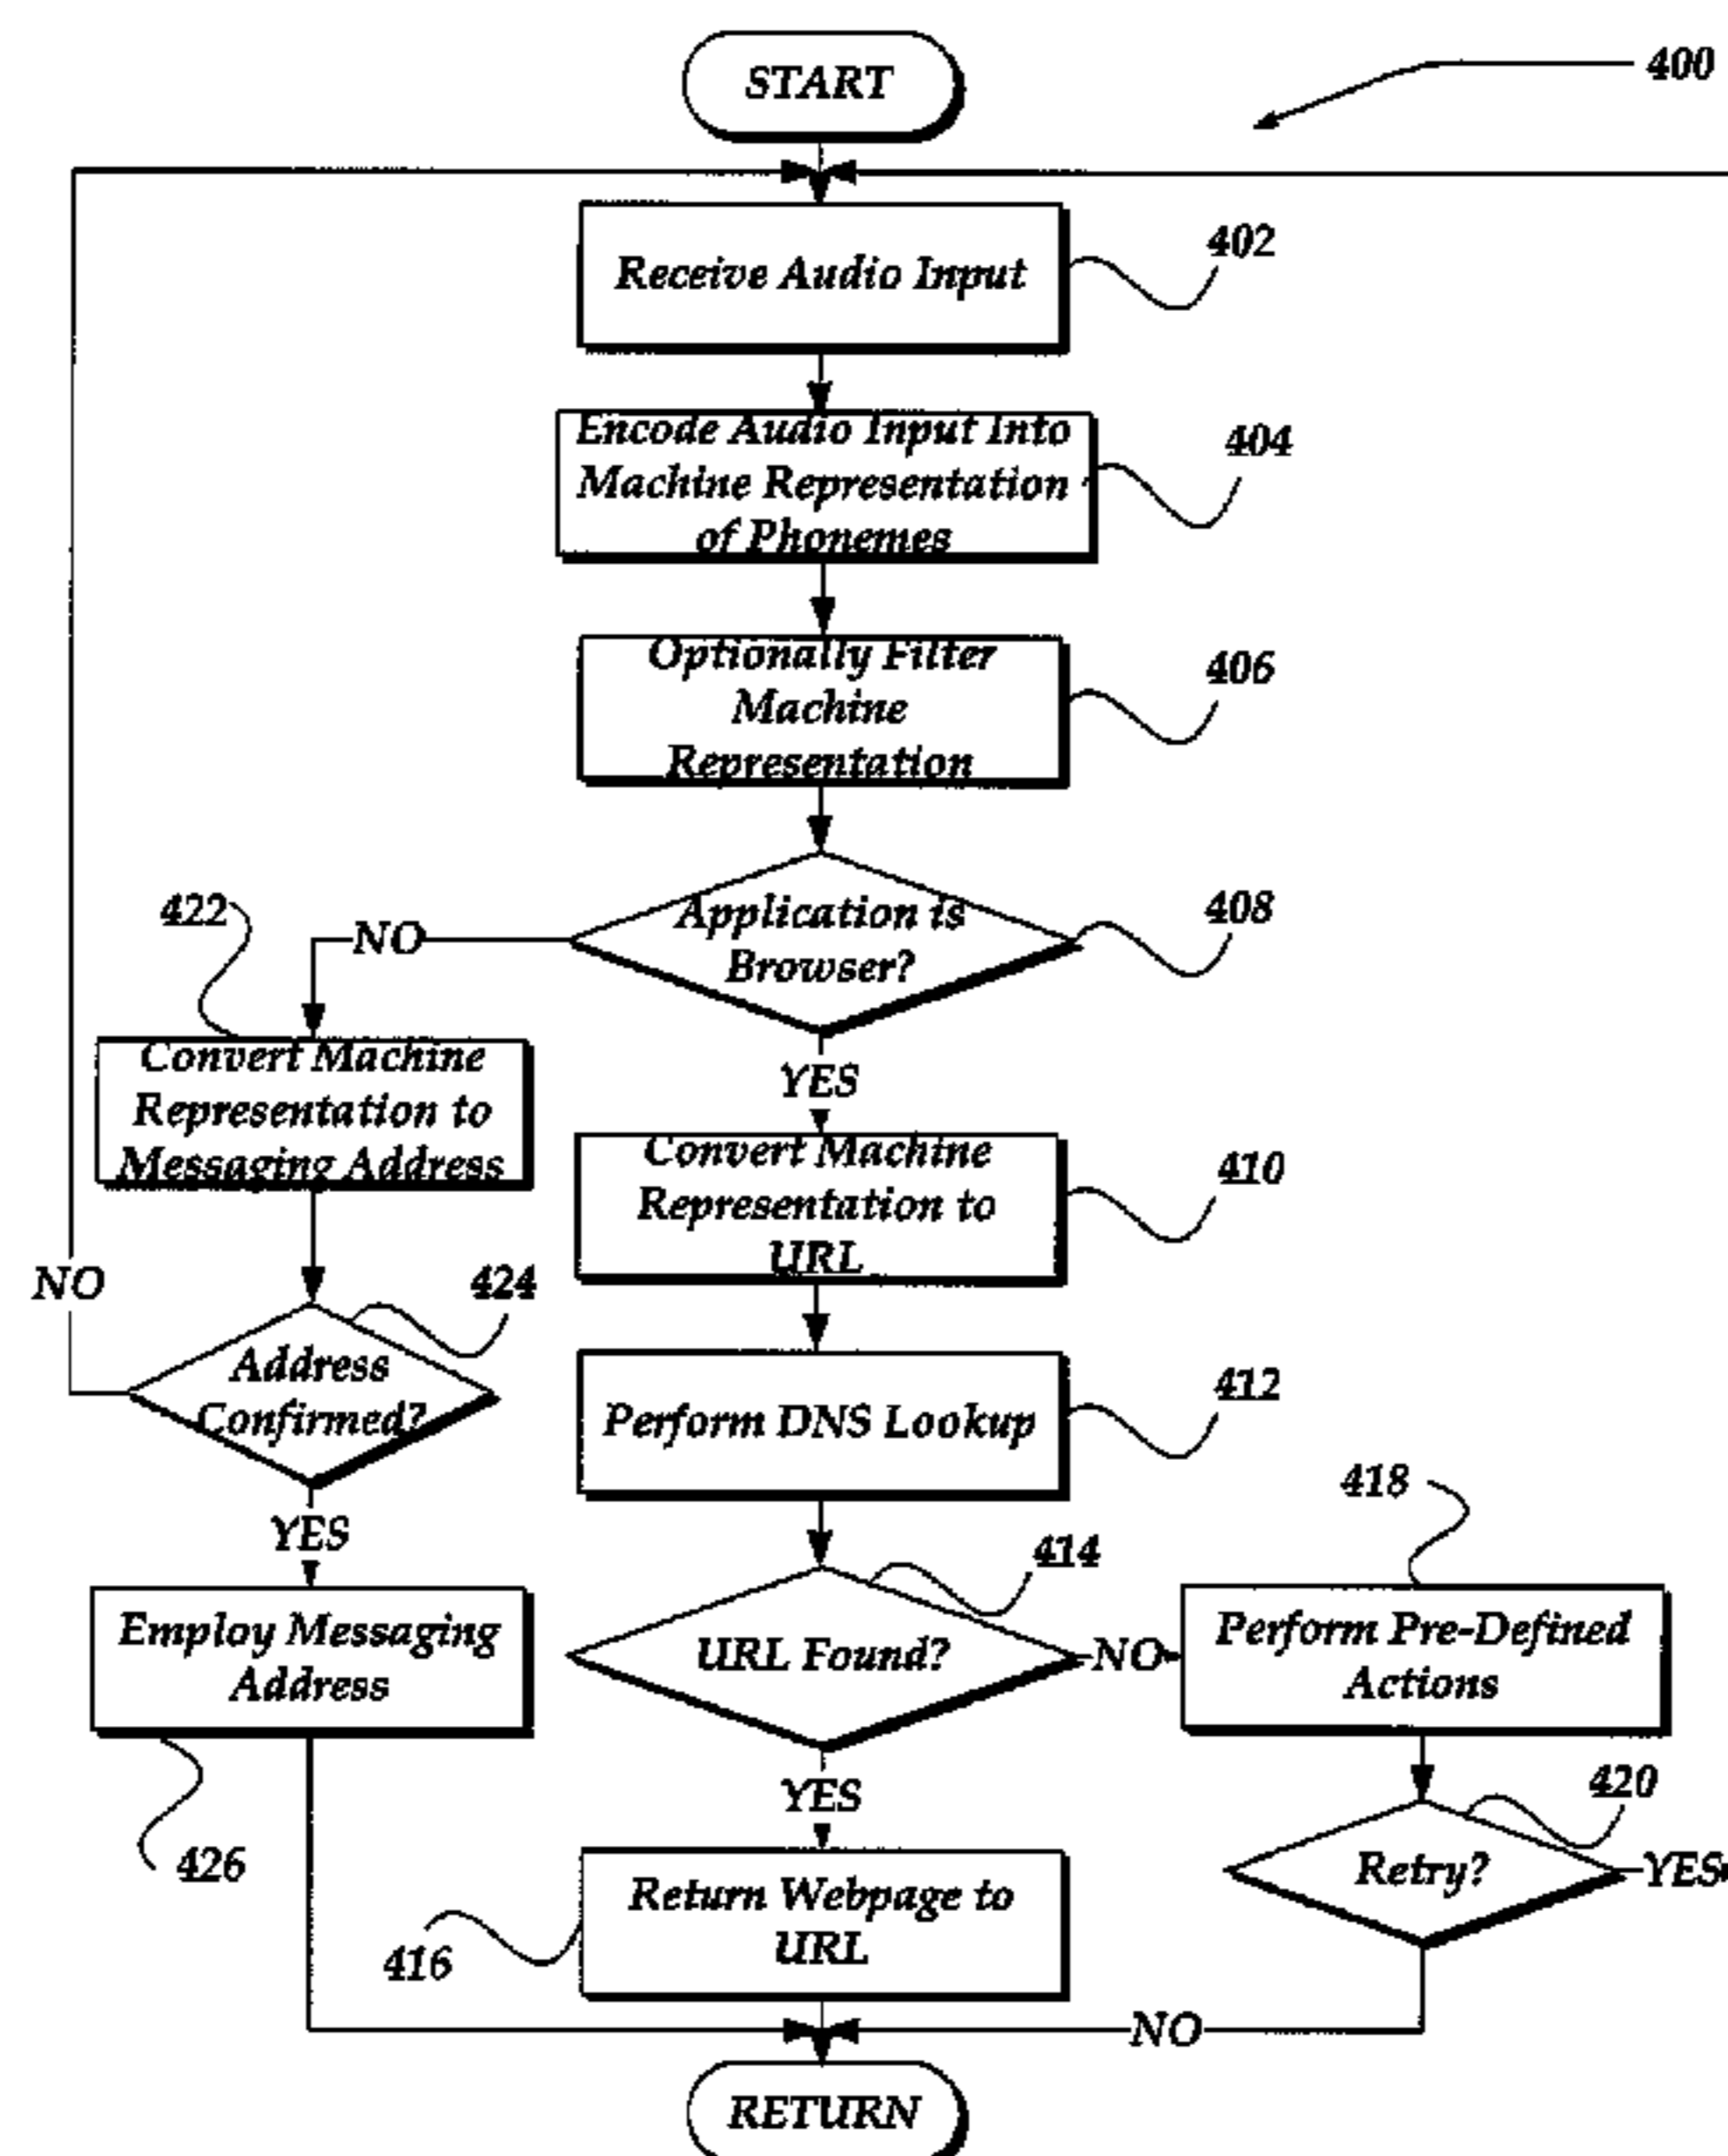 START
400
Receive Audio Input
402
Encode Audio Input Into
Machine Representation
of Phonemes
404
Optionally Filter
Machine
Representation
406
Application is
Browser?
408
NO
422
Convert Machine
Representation to
Messaging Address
YES
Convert Machine
Representation to
URL
410
NO
424
Address
Confirmed?
Perform DNS Lookup
412
418
YES
414
Employ Messaging
Address
URL Found?
NO
Perform Pre-Defined
Actions
YES
420
426
Return Webpage to
URL
Retry?
YES
416
NO
RETURN